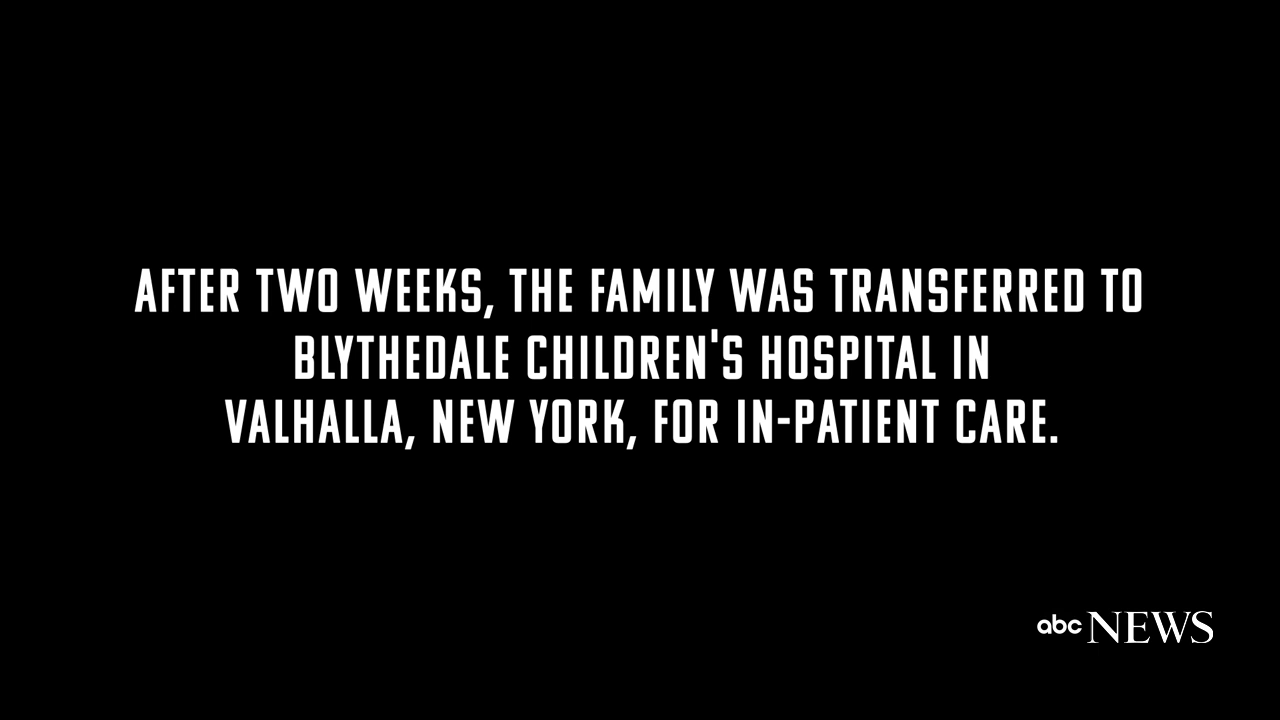 AFTER TWO WEEKS, THE FAMILY WAS TRANSFERRED TO
BLYTHEDALE CHILDREN'S HOSPITAL IN
VALHALLA, NEW YORK, FOR IN-PATIENT CARE.
abc NEWS